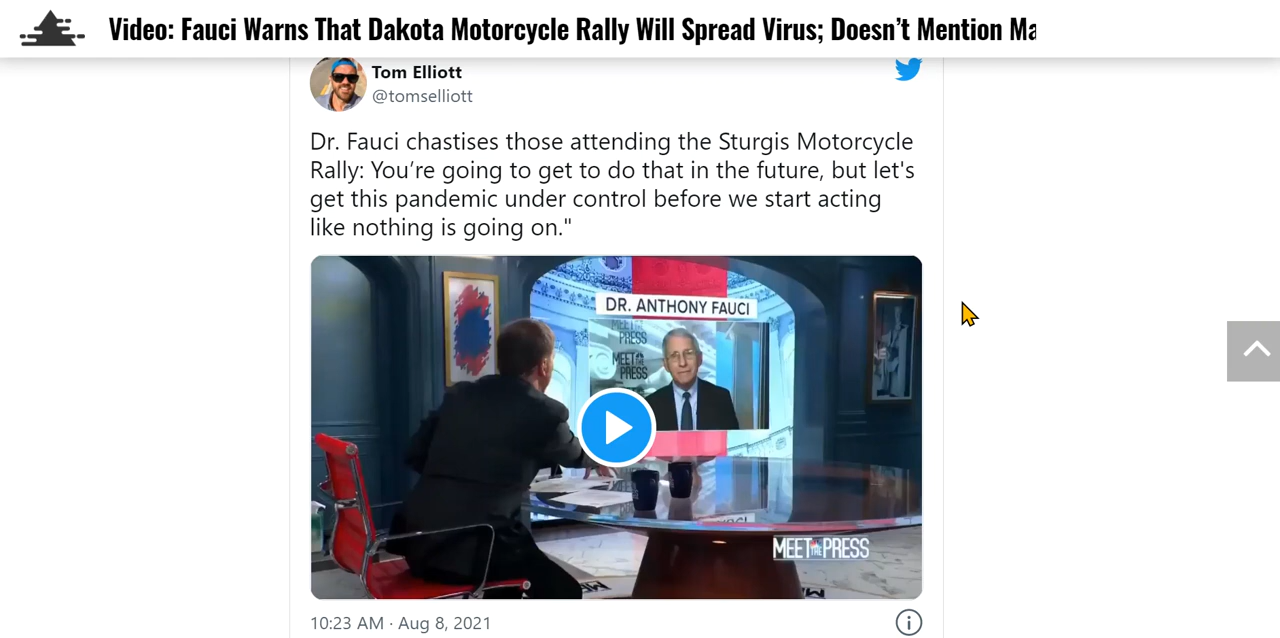 Video: Fauci Warns That Dakota Motorcycle Rally Will Spread Virus; Doesn’t Mention Ma
Tom Elliott
@tomselliott
Dr. Fauci chastises those attending the Sturgis Motorcycle
Rally: You’re going to get to do that in the future, but let's
get this pandemic under control before we start acting
like nothing is going on."
DR. ANTHONY FAUCI
MEET THE PRESS
MEET THE PRESS
MEET THE PRESS
10:23 AM · Aug 8, 2021